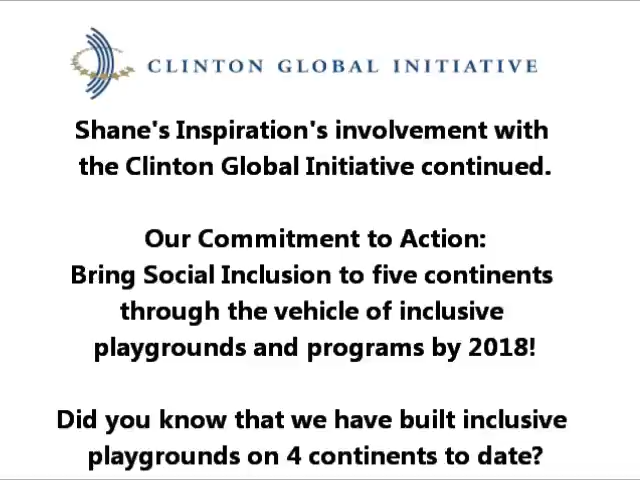 CLINTON GLOBAL INITIATIVE
Shane's Inspiration's involvement with
the Clinton Global Initiative continued.
Our Commitment to Action:
Bring Social Inclusion to five continents
through the vehicle of inclusive
playgrounds and programs by 2018!
Did you know that we have built inclusive
playgrounds on 4 continents to date?